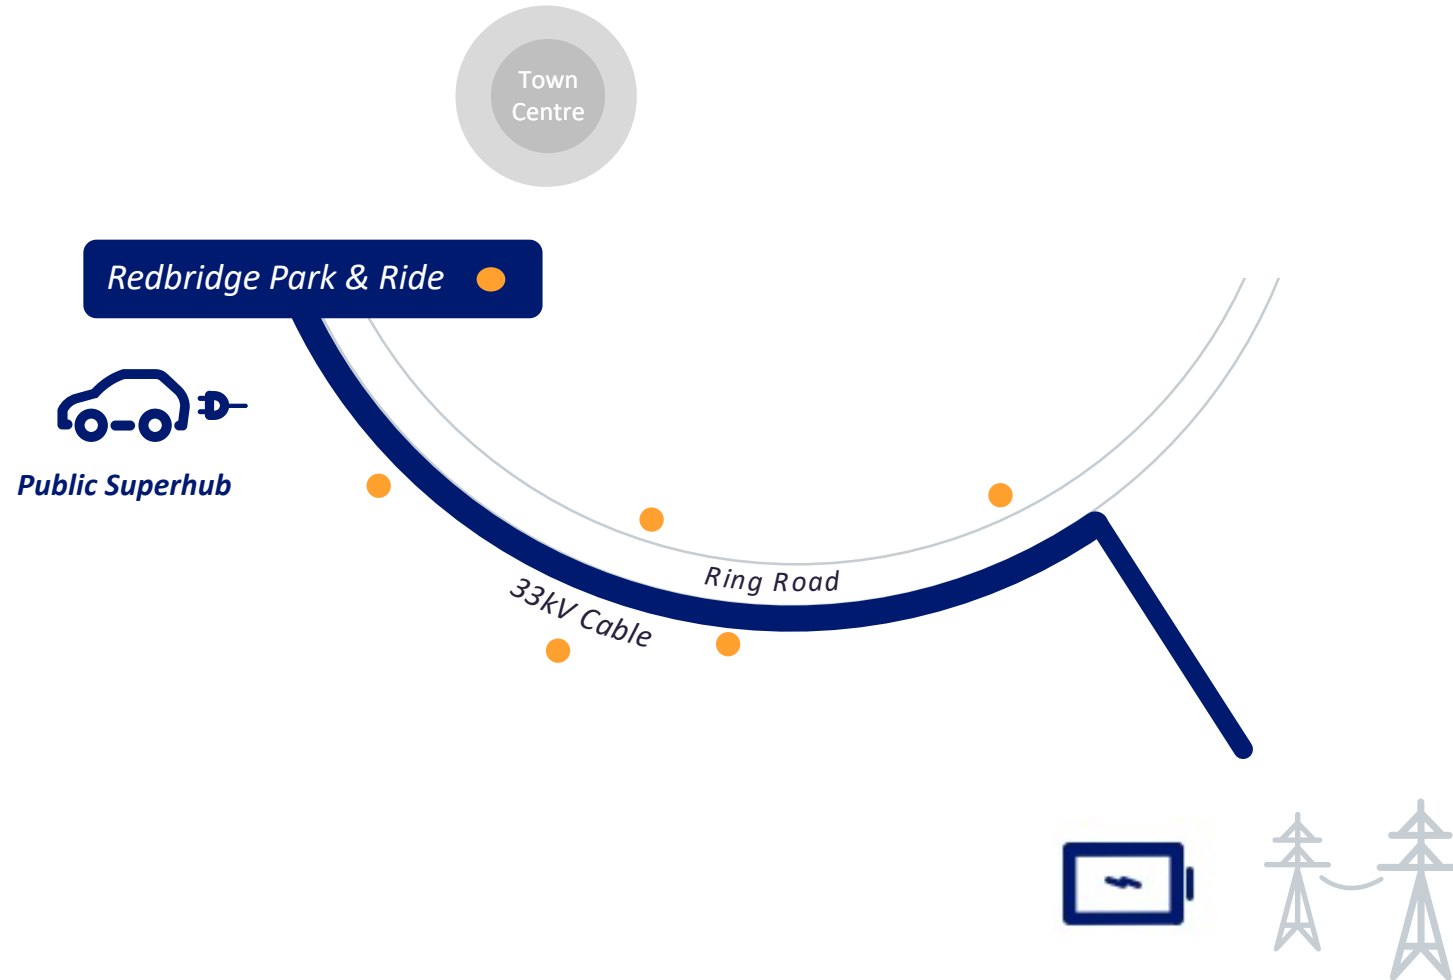 Town
Centre
Redbridge Park & Ride
Public Superhub
Ring Road
33kV Cable